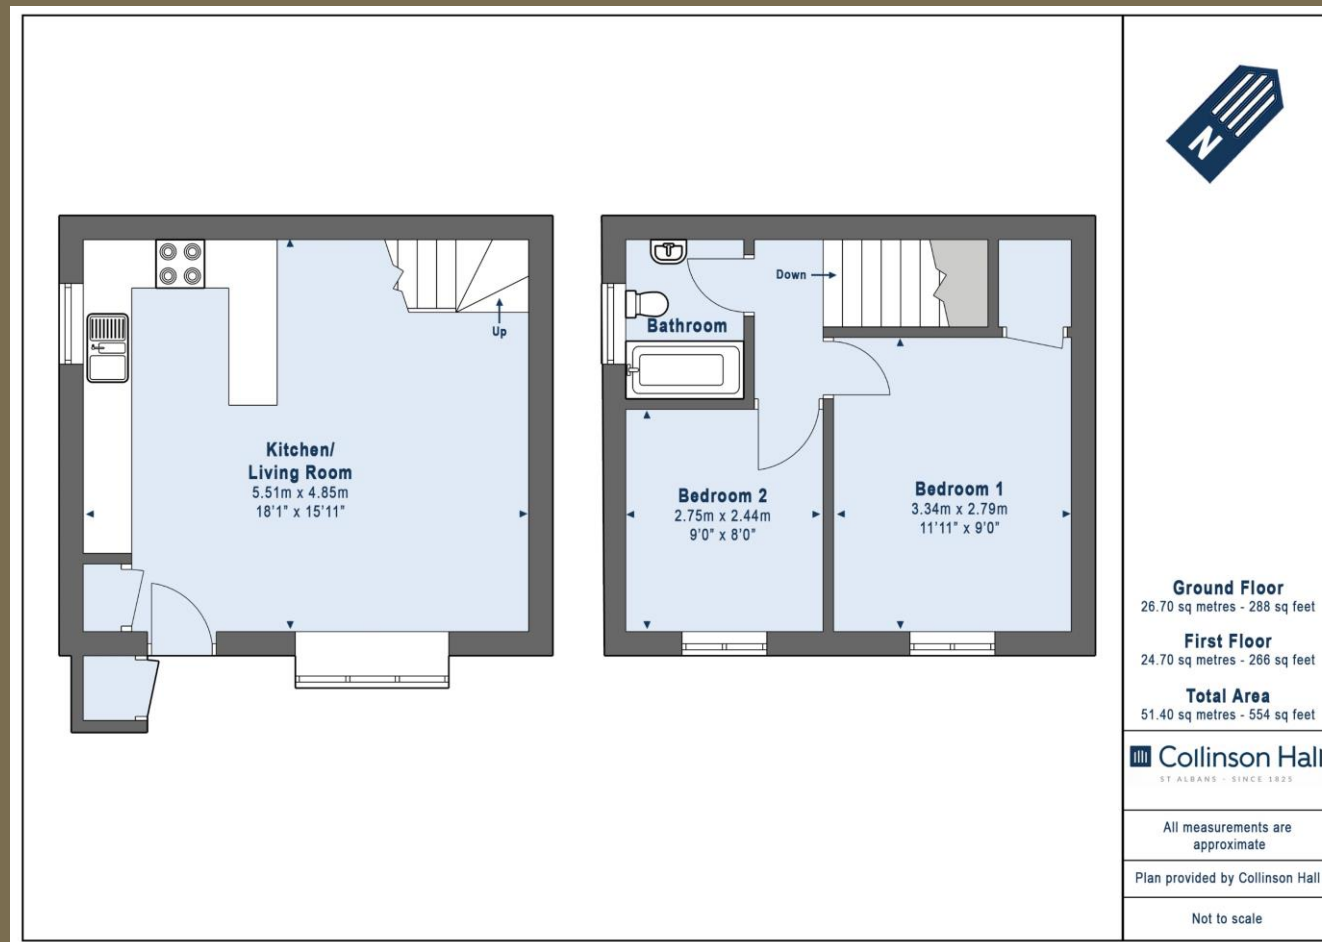 N
Up
Kitchen/
Living Room
5.51m x 4.85m
18'1" x 15'11"
Down
Bathroom
Bedroom 2
2.75m x 2.44m
9'0" x 8'0"
Bedroom 1
3.34m x 2.79m
11'11" x 9'0"
Ground Floor
26.70 sq metres - 288 sq feet
First Floor
24.70 sq metres - 266 sq feet
Total Area
51.40 sq metres - 554 sq feet
Collinson Hall
ST ALBANS - SINCE 1825
All measurements are
approximate
Plan provided by Collinson Hall
Not to scale